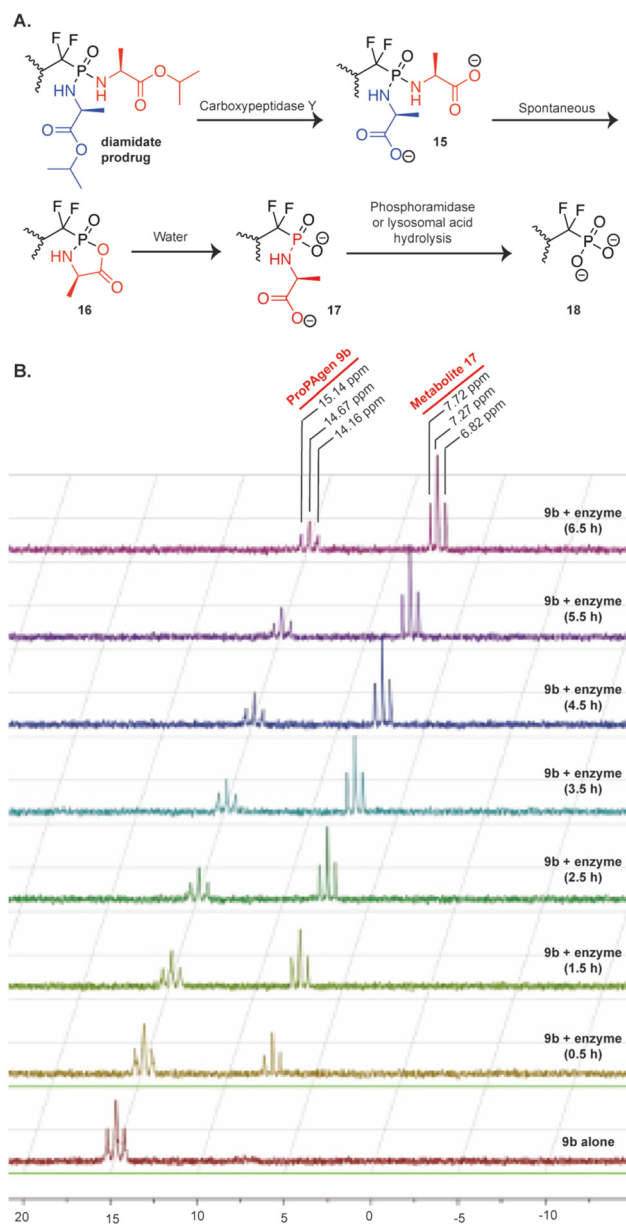 A.
F F O
P
N
H
O
O
HN
O
O
diamidate
prodrug
Carboxypeptidase Y
F F O
P
N
H
O
O⊖
HN
O
O⊖
15
Spontaneous
F F
P O
HN O
O
16
Water
F F O
P
O⊖
HN
O
O⊖
17
Phosphoramidase
or lysosomal acid
hydrolysis
F F
O
P
O O⊖
⊖
18
B.
ProPAgen 9b
15.14 ppm
14.67 ppm
14.16 ppm
Metabolite 17
7.72 ppm
7.27 ppm
6.82 ppm
9b + enzyme
(6.5 h)
9b + enzyme
(5.5 h)
9b + enzyme
(4.5 h)
9b + enzyme
(3.5 h)
9b + enzyme
(2.5 h)
9b + enzyme
(1.5 h)
9b + enzyme
(0.5 h)
9b alone
20 15 10 5 0 -5 -10